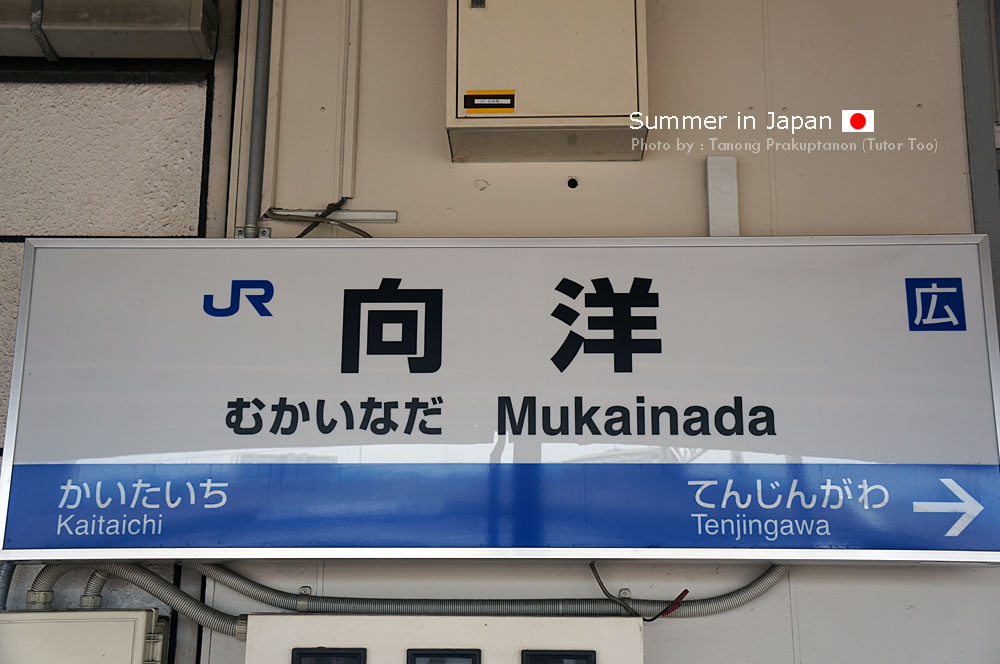 Summer in Japan
Photo by : Tanong Prakuptanon (Tutor Too)
JR 向洋 広
むかいなだ Mukainada
かいたいち てんじんがわ →
Kaitaichi Tenjingawa